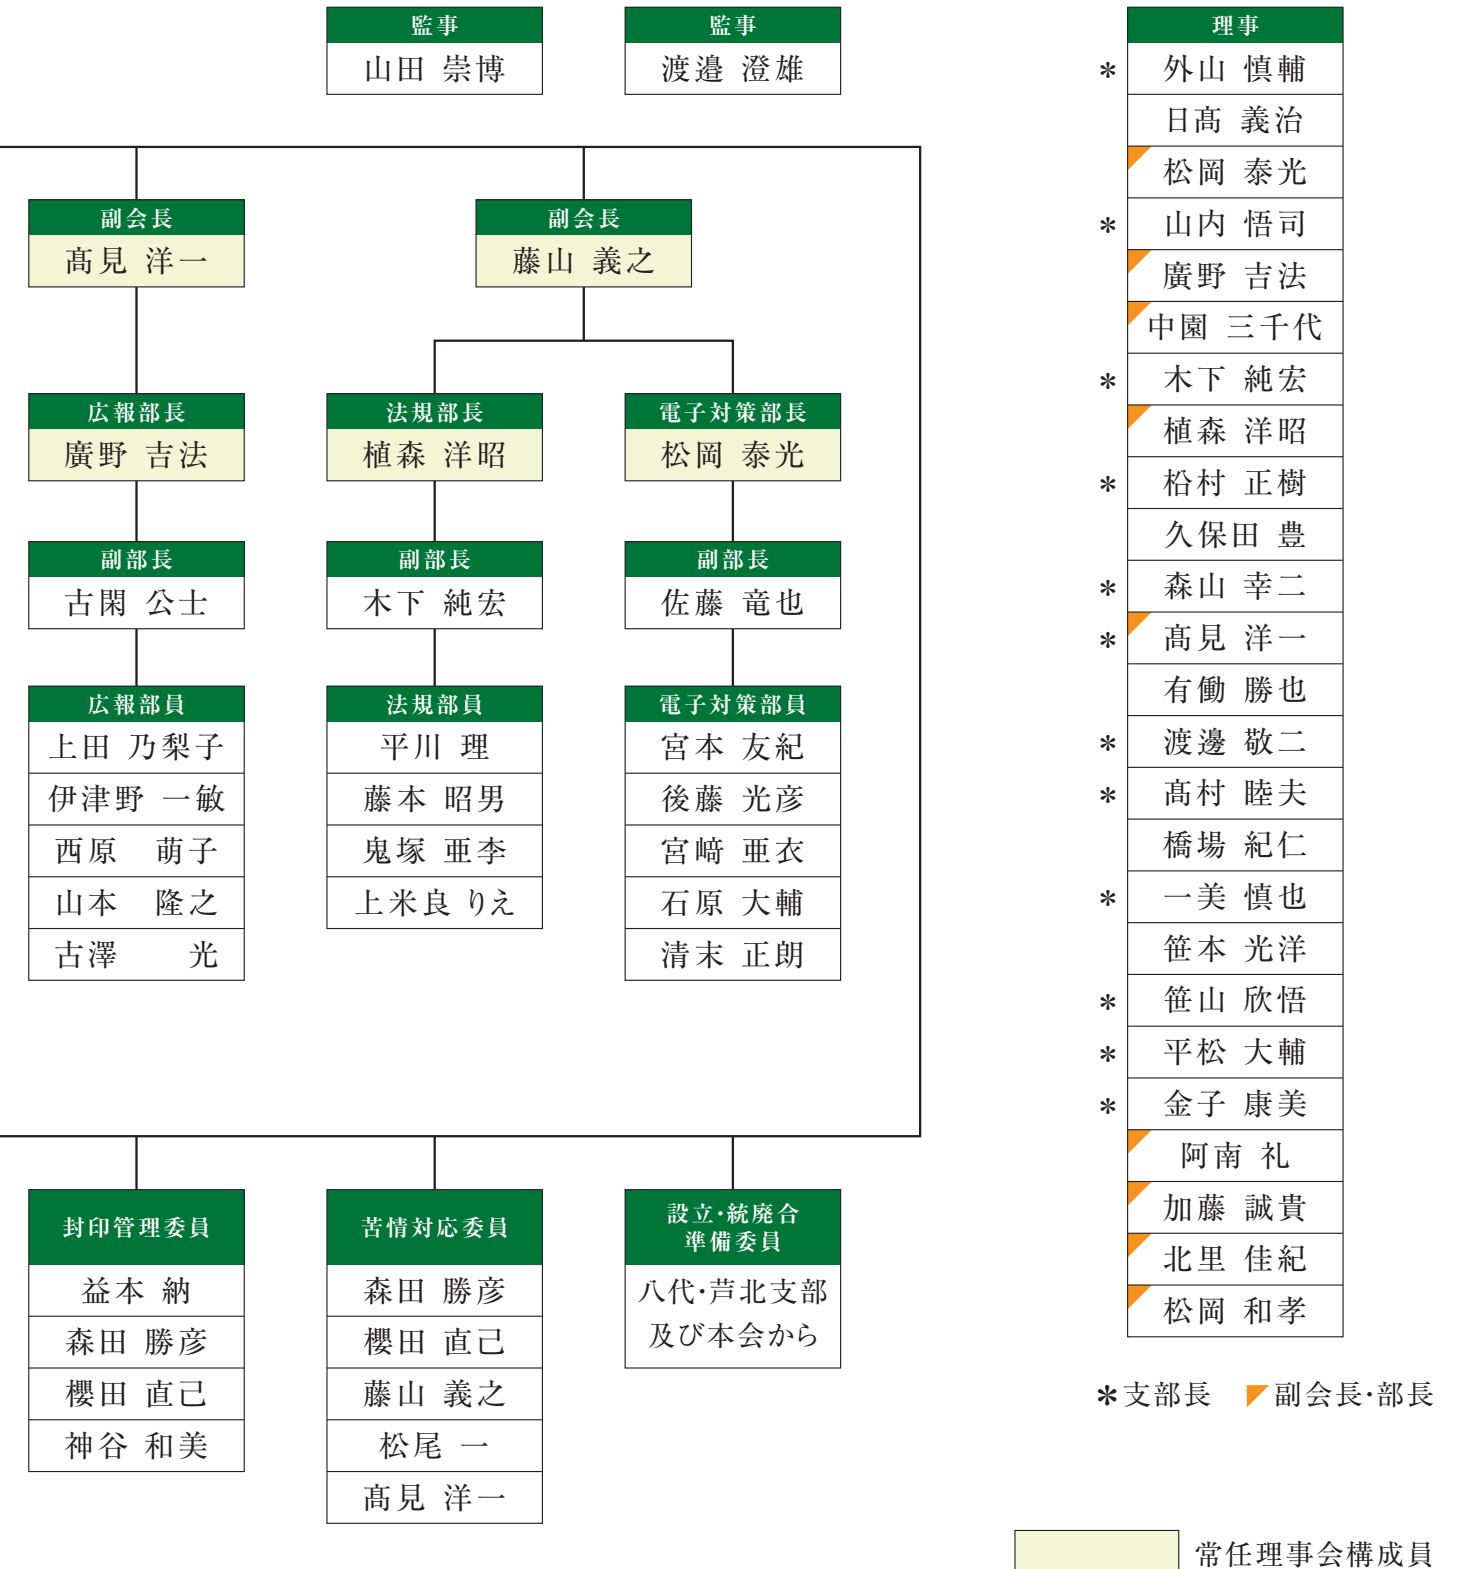 監事
山田 崇博
監事
渡邉 澄雄
副会長
髙見 洋一
副会長
藤山 義之
広報部長
廣野 吉法
法規部長
植森 洋昭
電子対策部長
松岡 泰光
副部長
古閑 公士
副部長
木下 純宏
副部長
佐藤 竜也
広報部員
上田 乃梨子
伊津野 一敏
西原 萌子
山本 隆之
古澤 光
法規部員
平川 理
藤本 昭男
鬼塚 亜李
上米良 りえ
電子対策部員
宮本 友紀
後藤 光彦
宮﨑 亜衣
石原 大輔
清末 正朗
封印管理委員
益本 納
森田 勝彦
櫻田 直己
神谷 和美
苦情対応委員
森田 勝彦
櫻田 直己
藤山 義之
松尾 一
髙見 洋一
設立・統廃合
準備委員
八代・芦北支部
及び本会から
理事
＊ 外山 慎輔
日髙 義治
松岡 泰光
＊ 山内 悟司
廣野 吉法
中園 三千代
＊ 木下 純宏
植森 洋昭
＊ 柗村 正樹
久保田 豊
＊ 森山 幸二
＊ 髙見 洋一
有働 勝也
＊ 渡邊 敬二
＊ 髙村 睦夫
橋場 紀仁
＊ 一美 慎也
笹本 光洋
＊ 笹山 欣悟
＊ 平松 大輔
＊ 金子 康美
阿南 礼
加藤 誠貴
北里 佳紀
松岡 和孝
＊支部長 副会長・部長
常任理事会構成員